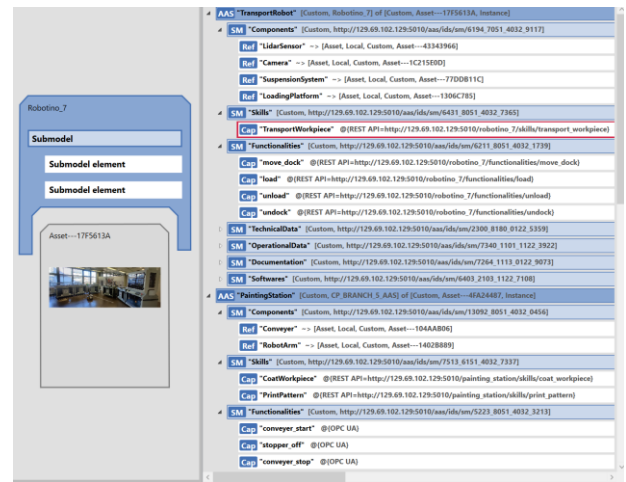 Robotino_7
Submodel
Submodel element
Submodel element
Asset---17F5613A
AAS "TransportRobot" [Custom, Robotino_7] of [Custom, Asset---17F5613A, Instance]
SM "Components" [Custom, http://129.69.102.129:5010/aas/ids/sm/6194_7051_4032_9117]
Ref "LidarSensor" ~> [Asset, Local, Custom, Asset---43343966]
Ref "Camera" ~> [Asset, Local, Custom, Asset---1C215E0D]
Ref "SuspensionSystem" ~> [Asset, Local, Custom, Asset---77DDB11C]
Ref "LoadingPlatform" ~> [Asset, Local, Custom, Asset---1306C785]
SM "Skills" [Custom, http://129.69.102.129:5010/aas/ids/sm/6431_8051_4032_7365]
Cap "TransportWorkpiece" @{REST API=http://129.69.102.129:5010/robotino_7/skills/transport_workpiece}
SM "Functionalities" [Custom, http://129.69.102.129:5010/aas/ids/sm/6211_8051_4032_1739]
Cap "move_dock" @{REST API=http://129.69.102.129:5010/robotino_7/functionalities/move_dock}
Cap "load" @{REST API=http://129.69.102.129:5010/robotino_7/functionalities/load}
Cap "unload" @{REST API=http://129.69.102.129:5010/robotino_7/functionalities/unload}
Cap "undock" @{REST API=http://129.69.102.129:5010/robotino_7/functionalities/undock}
SM "TechnicalData" [Custom, http://129.69.102.129:5010/aas/ids/sm/2300_8180_0122_5359]
SM "OperationalData" [Custom, http://129.69.102.129:5010/aas/ids/sm/7340_1101_1122_3922]
SM "Documentation" [Custom, http://129.69.102.129:5010/aas/ids/sm/7264_1113_0122_9073]
SM "Softwares" [Custom, http://129.69.102.129:5010/aas/ids/sm/6403_2103_1122_7108]
AAS "PaintingStation" [Custom, CP_BRANCH_S_AAS] of [Custom, Asset---4FA24487, Instance]
SM "Components" [Custom, http://129.69.102.129:5010/aas/ids/sm/13092_8051_4032_0456]
Ref "Conveyer" ~> [Asset, Local, Custom, Asset---104AAB06]
Ref "RobotArm" ~> [Asset, Local, Custom, Asset---1402B889]
SM "Skills" [Custom, http://129.69.102.129:5010/aas/ids/sm/7513_6151_4032_7337]
Cap "CoatWorkpiece" @{REST API=http://129.69.102.129:5010/painting_station/skills/coat_workpiece}
Cap "PrintPattern" @{REST API=http://129.69.102.129:5010/painting_station/skills/print_pattern}
SM "Functionalities" [Custom, http://129.69.102.129:5010/aas/ids/sm/5223_8051_4032_3213]
Cap "conveyer_start" @{OPC UA}
Cap "stopper_off" @{OPC UA}
Cap "conveyer_stop" @{OPC UA}